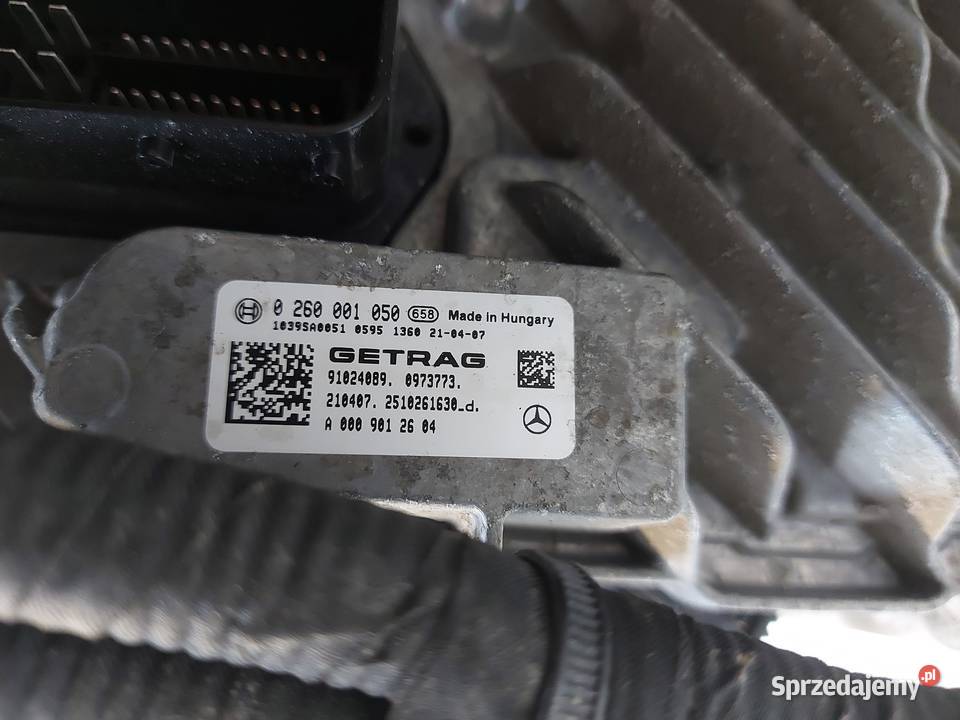 0 260 001 050 658 Made in Hungary
1039SA0051 0595 1360 21-04-07
GETRAG
91024089. 0973773.
210407. 2510261630_d.
A 000 901 26 04
Sprzedajemy.pl